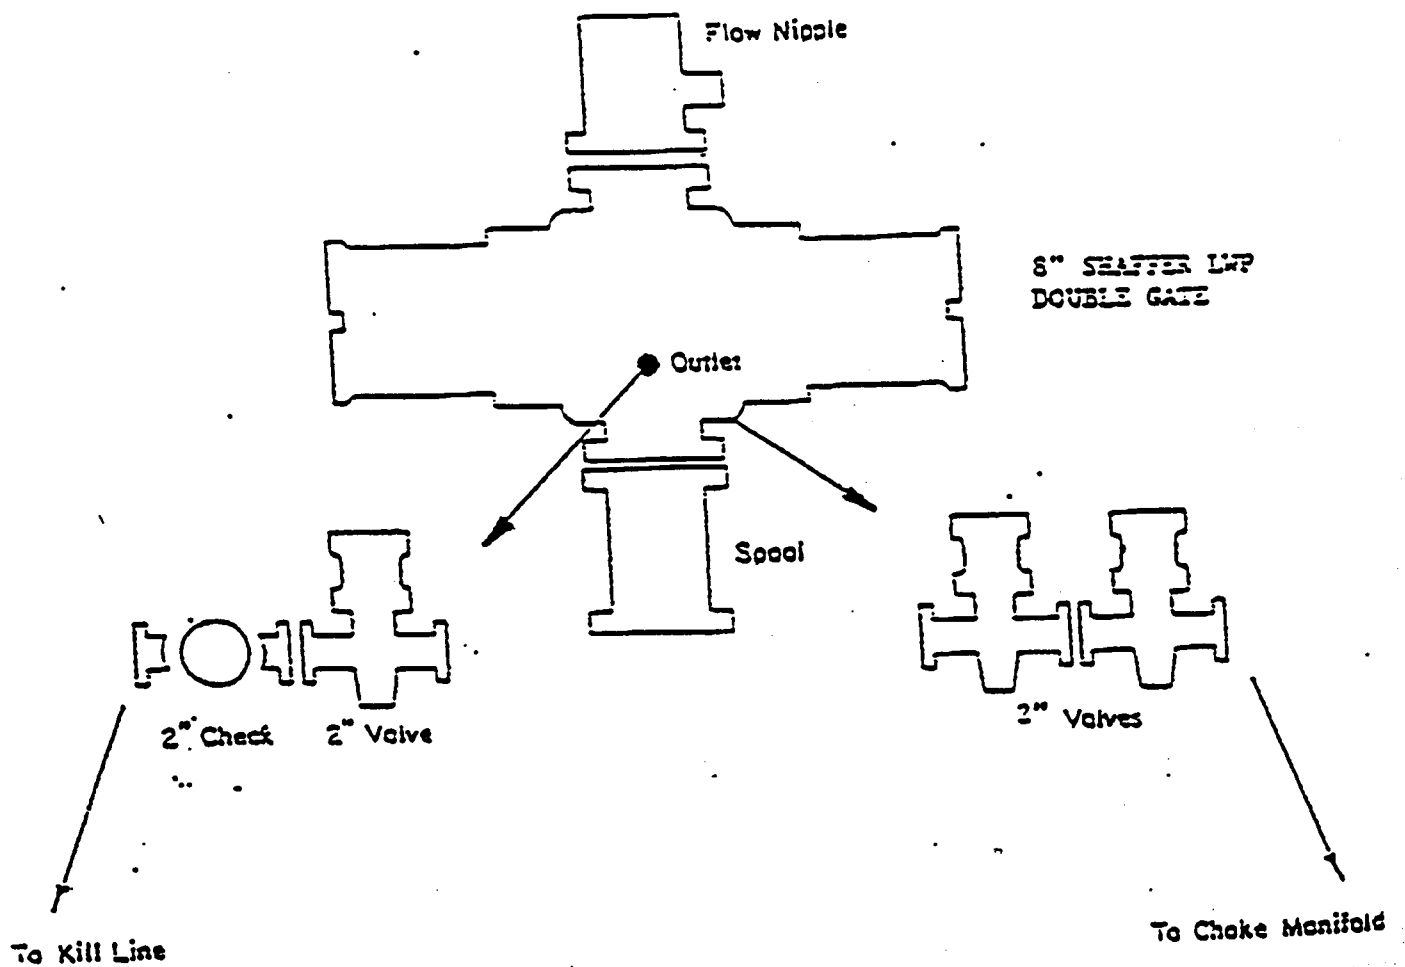 Flow Nipple
8" SHAFFER LWP
DOUBLE GATE
Outlet
Spool
2" Check
2" Valve
2" Valves
To Kill Line
To Choke Manifold